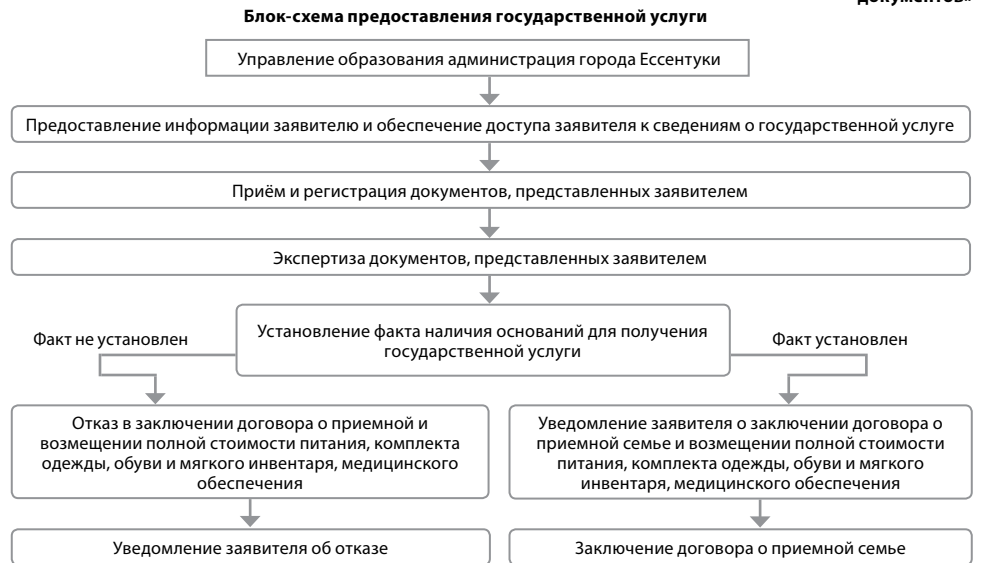 документов»
Блок-схема предоставления государственной услуги
Управление образования администрация города Ессентуки
Предоставление информации заявителю и обеспечение доступа заявителя к сведениям о государственной услуге
Приём и регистрация документов, представленных заявителем
Экспертиза документов, представленных заявителем
Установление факта наличия оснований для получения
государственной услуги
Факт не установлен
Факт установлен
Отказ в заключении договора о приемной и
возмещении полной стоимости питания, комплекта
одежды, обуви и мягкого инвентаря, медицинского
обеспечения
Уведомление заявителя о заключении договора о
приемной семье и возмещении полной стоимости
питания, комплекта одежды, обуви и мягкого
инвентаря, медицинского обеспечения
Уведомление заявителя об отказе
Заключение договора о приемной семье